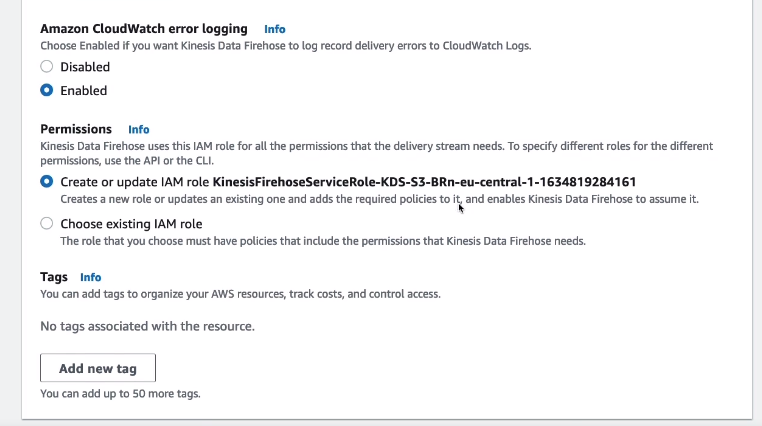 Amazon CloudWatch error logging Info
Choose Enabled if you want Kinesis Data Firehose to log record delivery errors to CloudWatch Logs.
Disabled
Enabled
Permissions Info
Kinesis Data Firehose uses this IAM role for all the permissions that the delivery stream needs. To specify different roles for the different
permissions, use the API or the CLI.
Create or update IAM role KinesisFirehoseServiceRole-KDS-S3-BRn-eu-central-1-1634819284161
Creates a new role or updates an existing one and adds the required policies to it, and enables Kinesis Data Firehose to assume it.
Choose existing IAM role
The role that you choose must have policies that include the permissions that Kinesis Data Firehose needs.
Tags Info
You can add tags to organize your AWS resources, track costs, and control access.
No tags associated with the resource.
Add new tag
You can add up to 50 more tags.